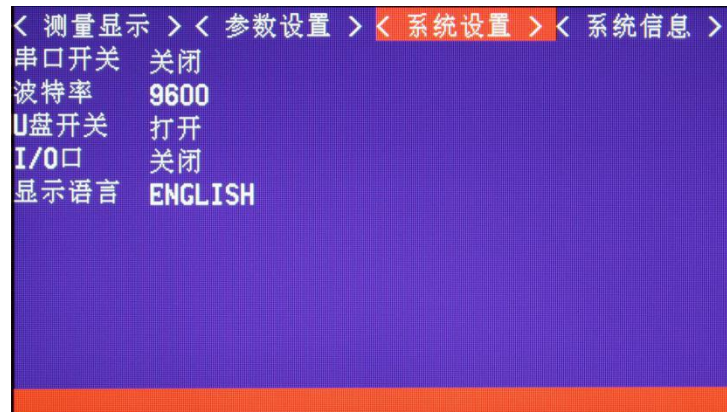 < 测量显示 > < 参数设置 > < 系统设置 > < 系统信息 >
串口开关 关闭
波特率 9600
U盘开关 打开
I/O口 关闭
显示语言 ENGLISH